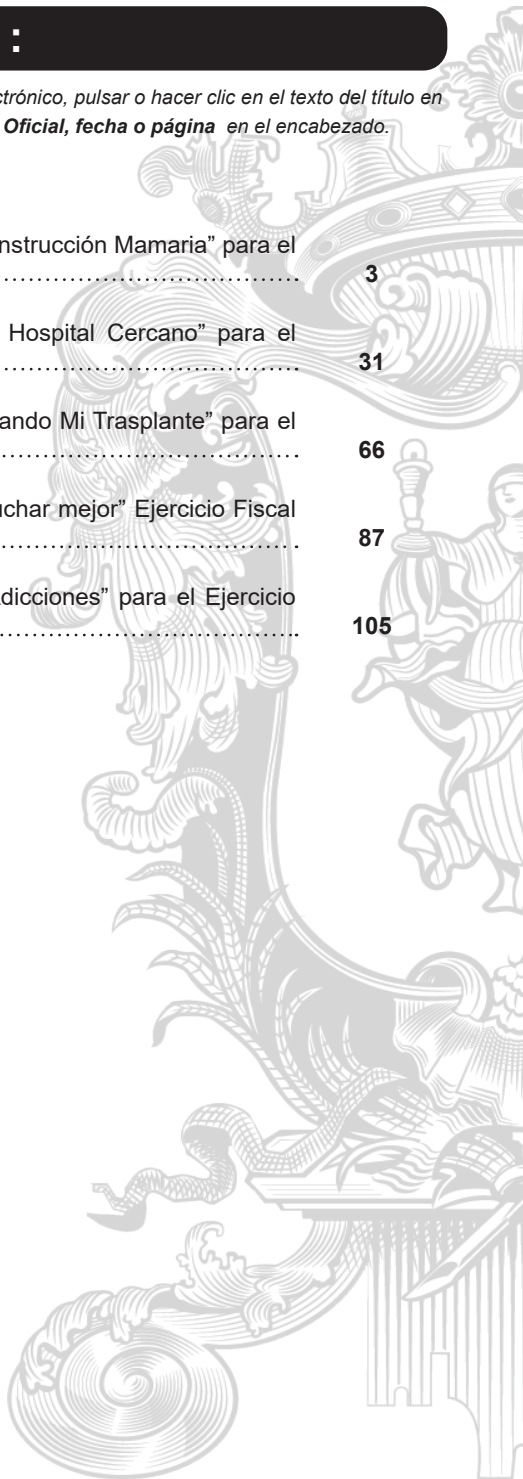 :
ctrónico, pulsar o hacer clic en el texto del título en
Oficial, fecha o página en el encabezado.
nstrucción Mamaria” para el
…………………………………….. 3
Hospital Cercano” para el
…………………………………….. 31
ando Mi Trasplante” para el
……………………………………… 66
uchar mejor” Ejercicio Fiscal
……………………………………. 87
dicciones” para el Ejercicio
…………………………………….. 105